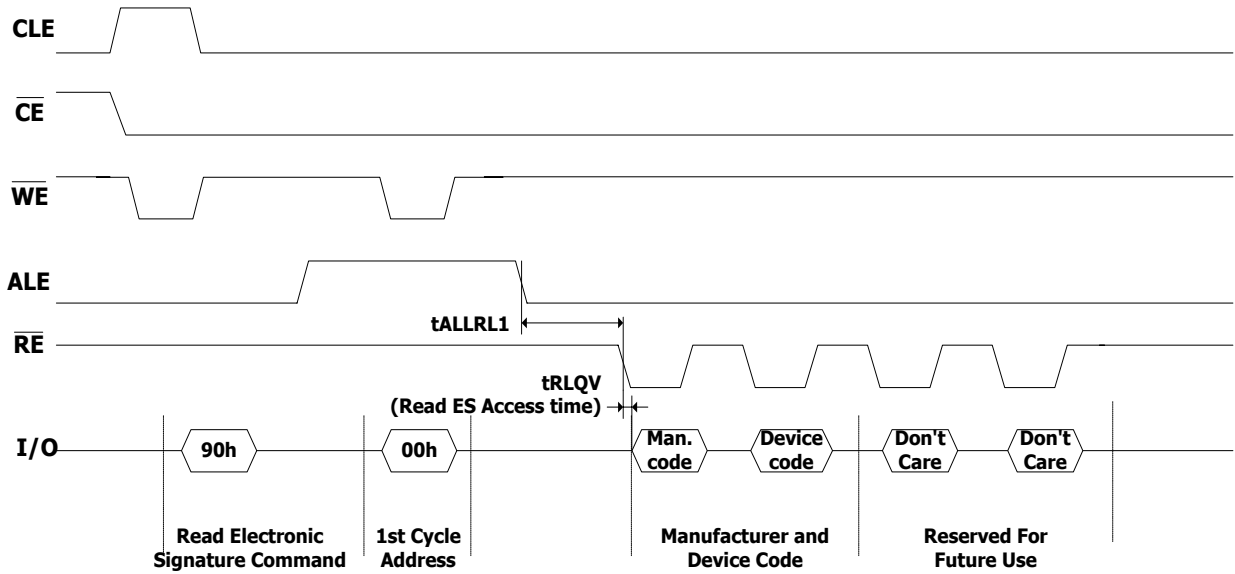 CLE
CE
WE
ALE
tALLRL1
RE
tRLQV
(Read ES Access time)
I/O
90h
00h
Man.
code
Device
code
Don't
Care
Don't
Care
Read Electronic
Signature Command
1st Cycle
Address
Manufacturer and
Device Code
Reserved For
Future Use